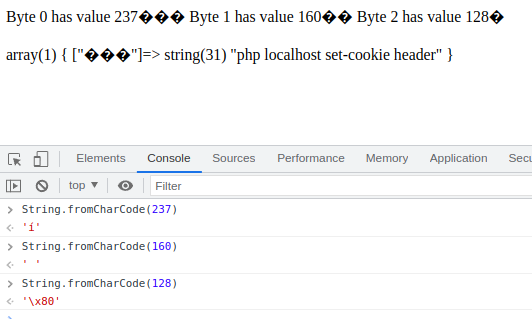 Byte 0 has value 237��� Byte 1 has value 160�� Byte 2 has value 128�
array(1) { ["���"]=> string(31) "php localhost set-cookie header" }
Elements Console Sources Performance Memory Application Secu
top ▼ Filter
> String.fromCharCode(237)
'í'
> String.fromCharCode(160)
' '
> String.fromCharCode(128)
'\x80'